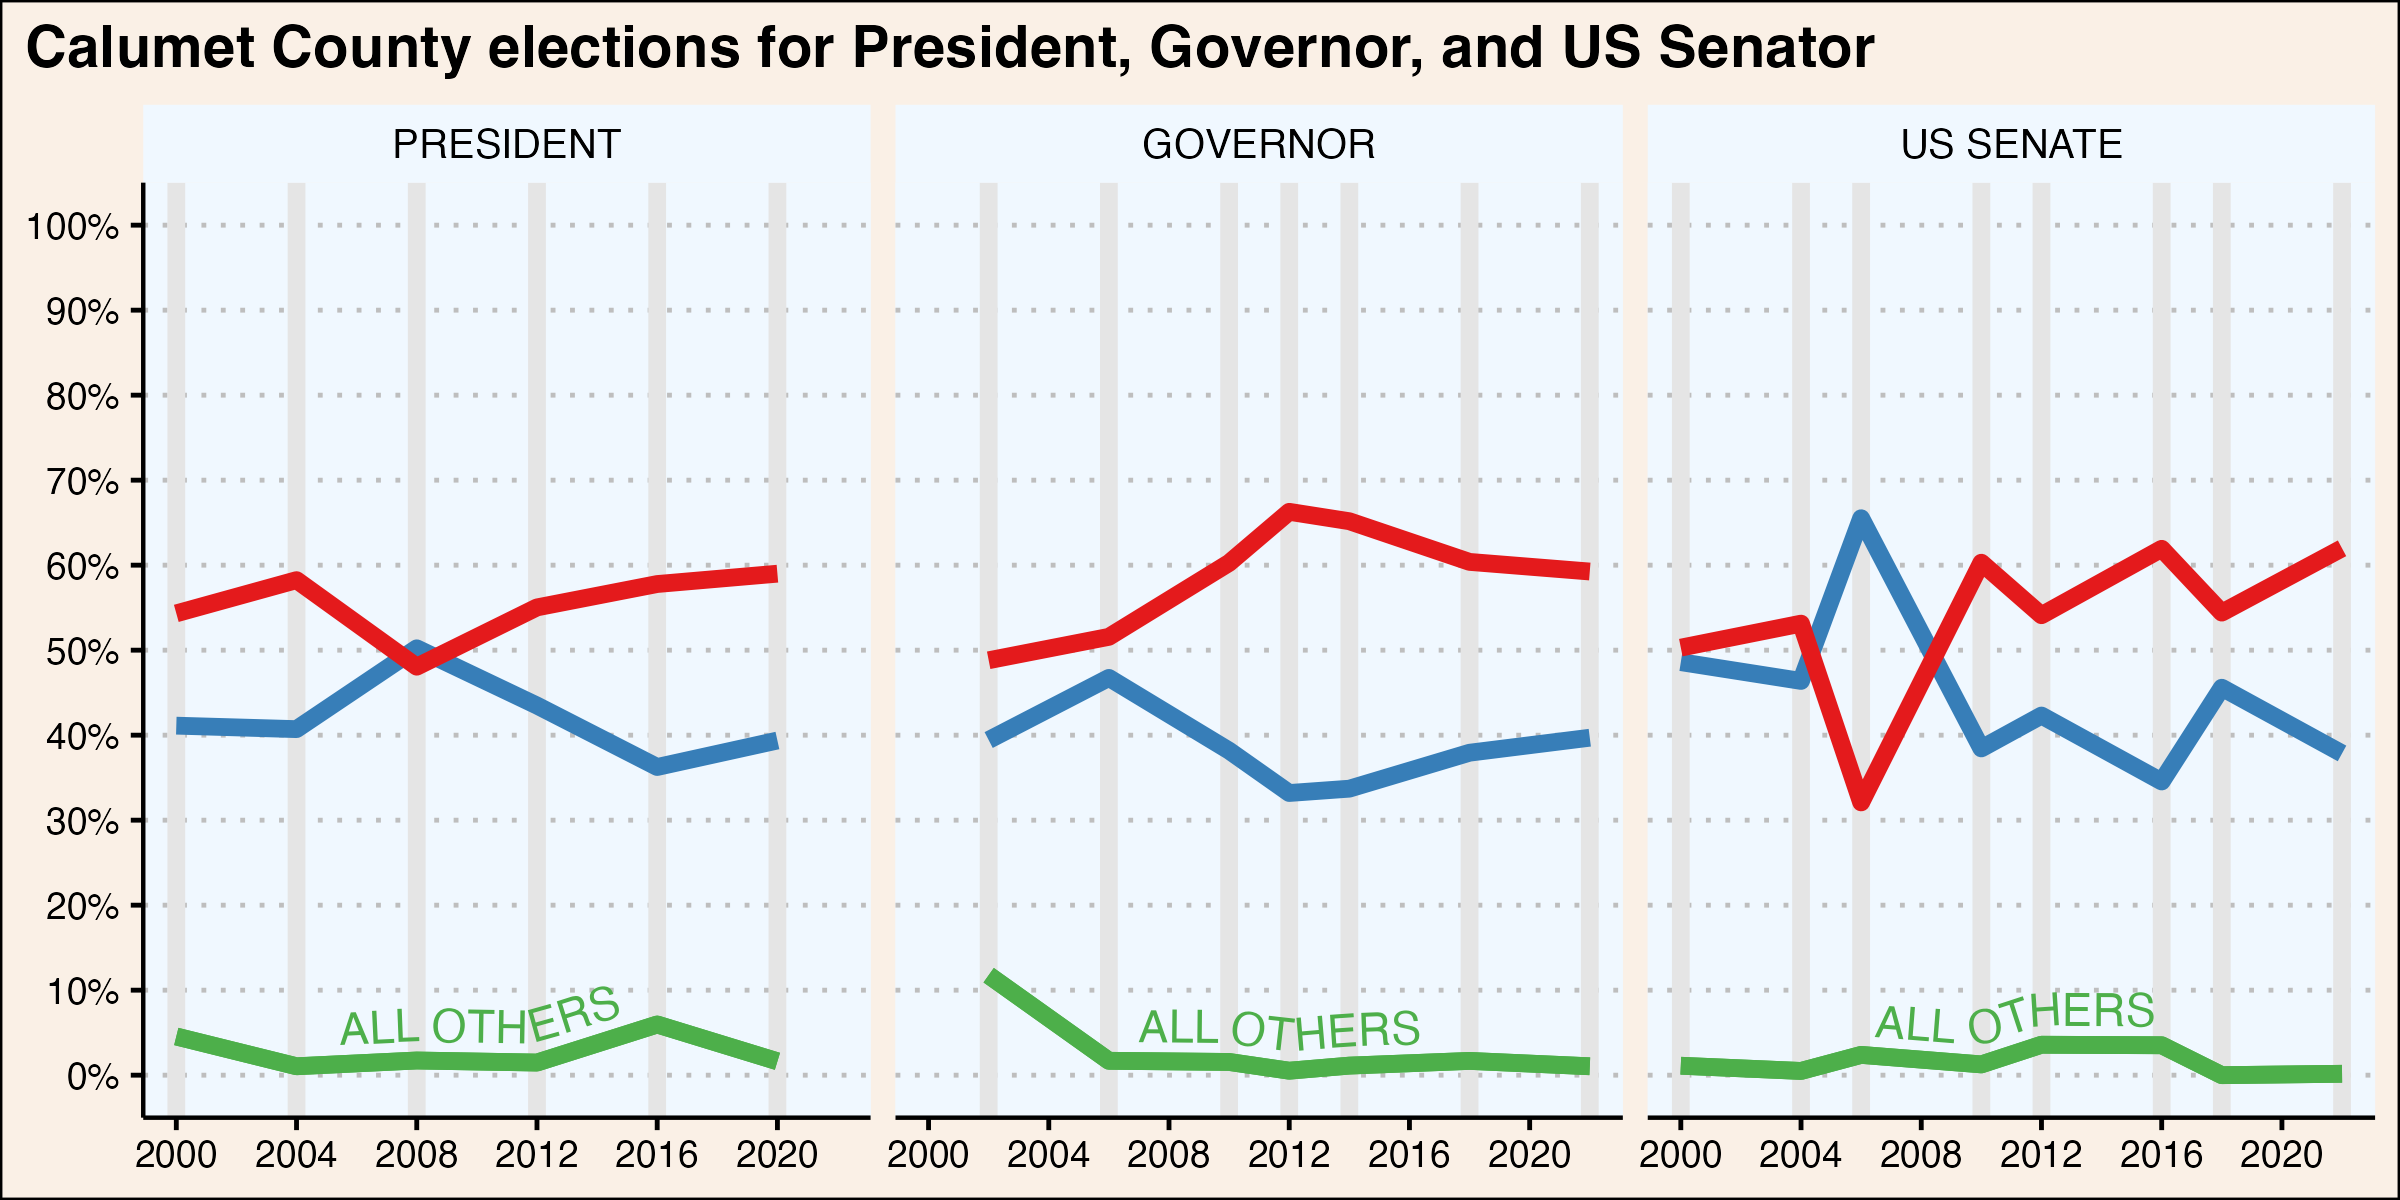 Calumet County elections for President, Governor, and US Senator
PRESIDENT GOVERNOR US SENATE
100%
90%
80%
70%
60%
50%
40%
30%
20%
10%
0%
ALL OTHERS ALL OTHERS ALL OTHERS
2000 2004 2008 2012 2016 2020 2000 2004 2008 2012 2016 2020 2000 2004 2008 2012 2016 2020